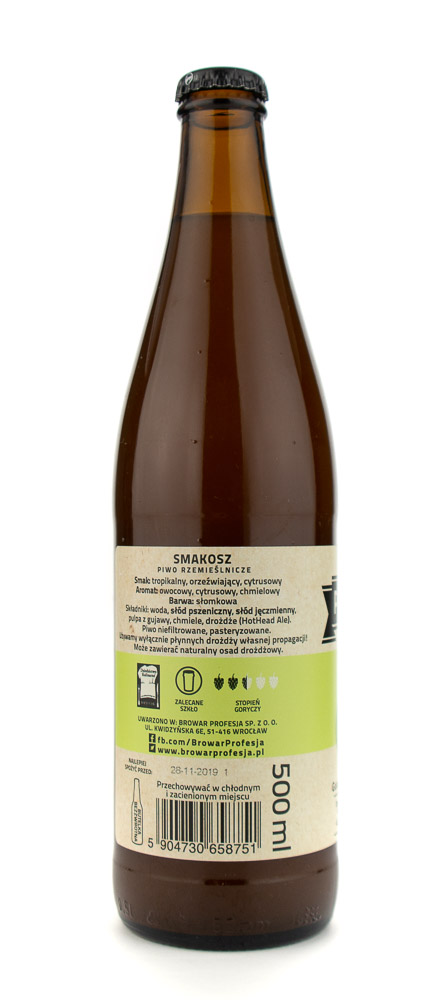 SMAKOSZ
PIWO RZEMIEŚLNICZE
Smak: tropikalny, orzeźwiający, cytrusowy
Aromat: owocowy, cytrusowy, chmielowy
Barwa: słomkowa
Składniki: woda, słód pszeniczny, słód jęczmienny,
pulpa z gujawy, chmiele, drożdże (HotHead Ale).
Piwo niefiltrowane, pasteryzowane.
Używamy wyłącznie płynnych drożdży własnej propagacji!
Może zawierać naturalny osad drożdżowy.
ZALECANE
SZKŁO
STOPIEŃ
GORYCZY
UWARZONO W: BROWAR PROFESJA SP. Z O. O.
UL. KWIDZYŃSKA 6E, 51-416 WROCŁAW
fb.com/BrowarProfesja
www.browarprofesja.pl
NAJLEPIEJ
SPOŻYĆ PRZED:
28-11-2019 1
Przechowywać w chłodnym
i zacienionym miejscu
BUTELKA
BEZZWROTNA
5 904730 658751
500 ml